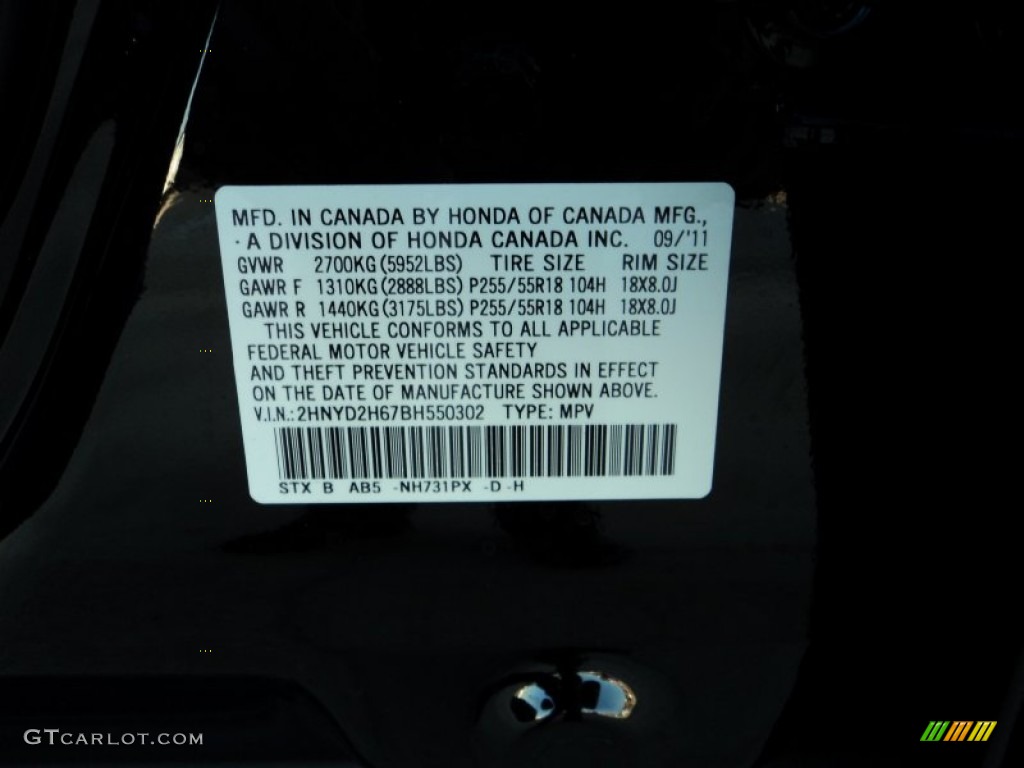 MFD. IN CANADA BY HONDA OF CANADA MFG.,
· A DIVISION OF HONDA CANADA INC. 09/'11
GVWR 2700KG(5952LBS) TIRE SIZE RIM SIZE
GAWR F 1310KG(2888LBS) P255/55R18 104H 18X8.0J
GAWR R 1440KG(3175LBS) P255/55R18 104H 18X8.0J
THIS VEHICLE CONFORMS TO ALL APPLICABLE
FEDERAL MOTOR VEHICLE SAFETY
AND THEFT PREVENTION STANDARDS IN EFFECT
ON THE DATE OF MANUFACTURE SHOWN ABOVE.
V.I.N.: 2HNYD2H67BH550302 TYPE: MPV
STX B AB5 -NH731PX -D -H
GTCARLOT.COM